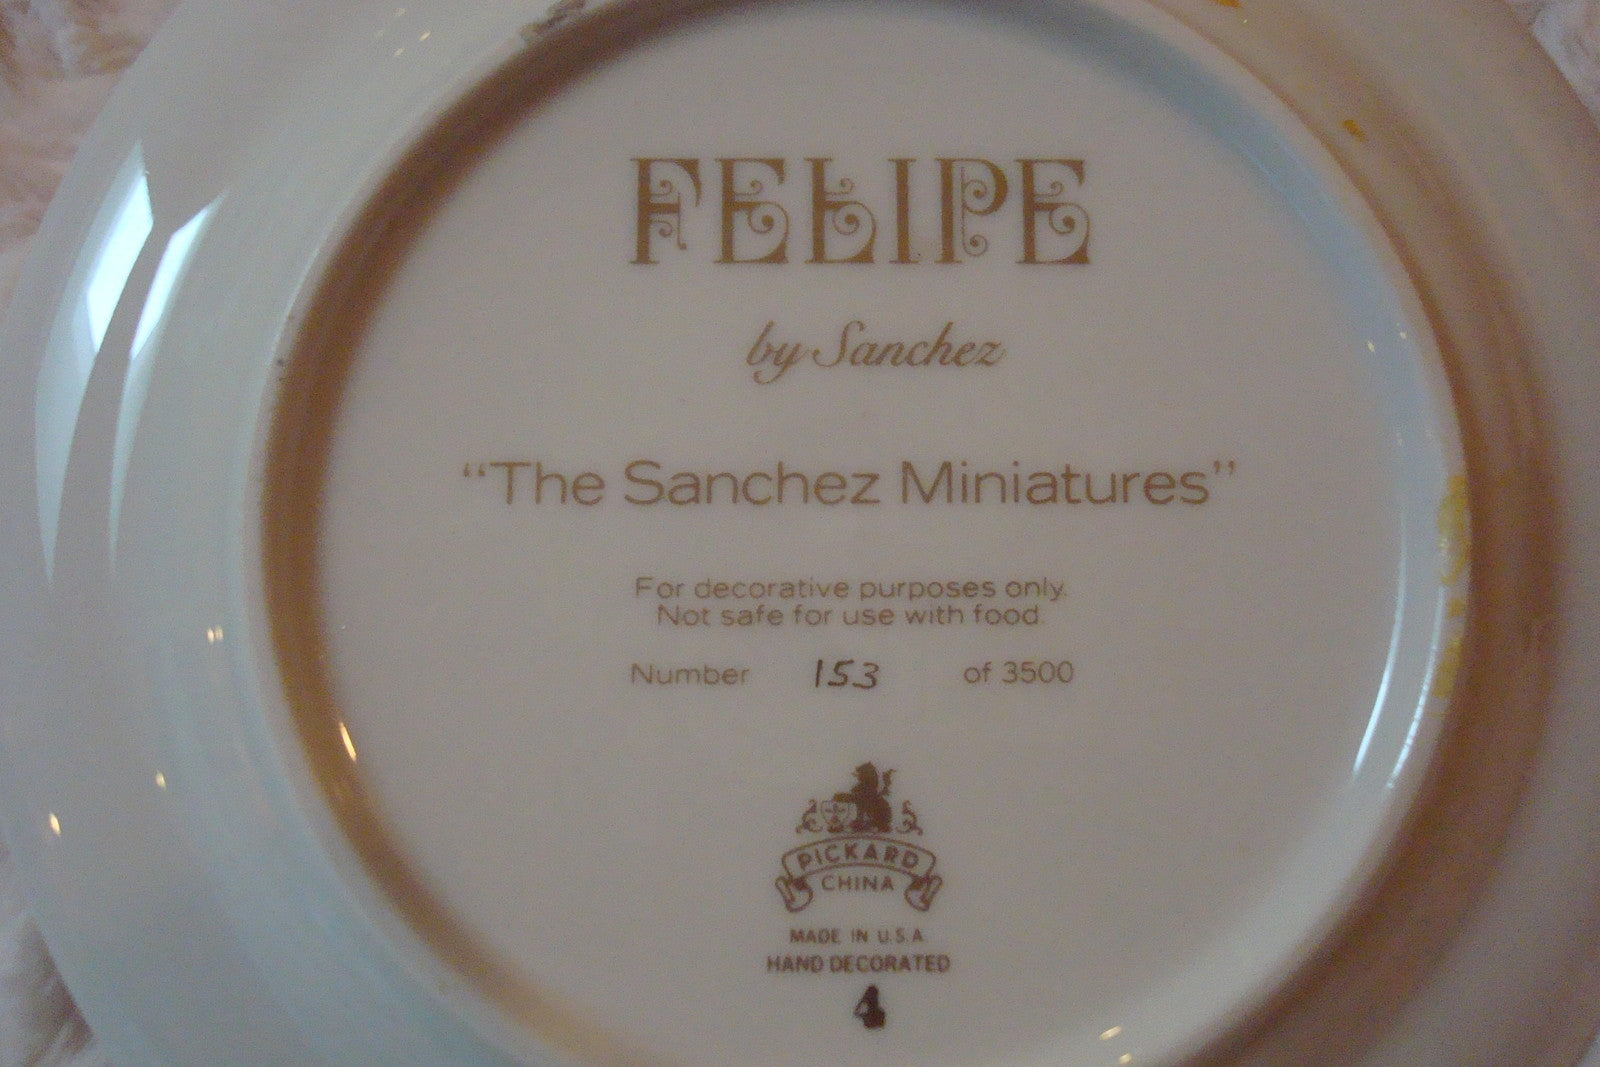 FELIPE
by Sanchez
“The Sanchez Miniatures”
For decorative purposes only.
Not safe for use with food.
Number 153 of 3500
PICKARD
CHINA
MADE IN U.S.A.
HAND DECORATED
4